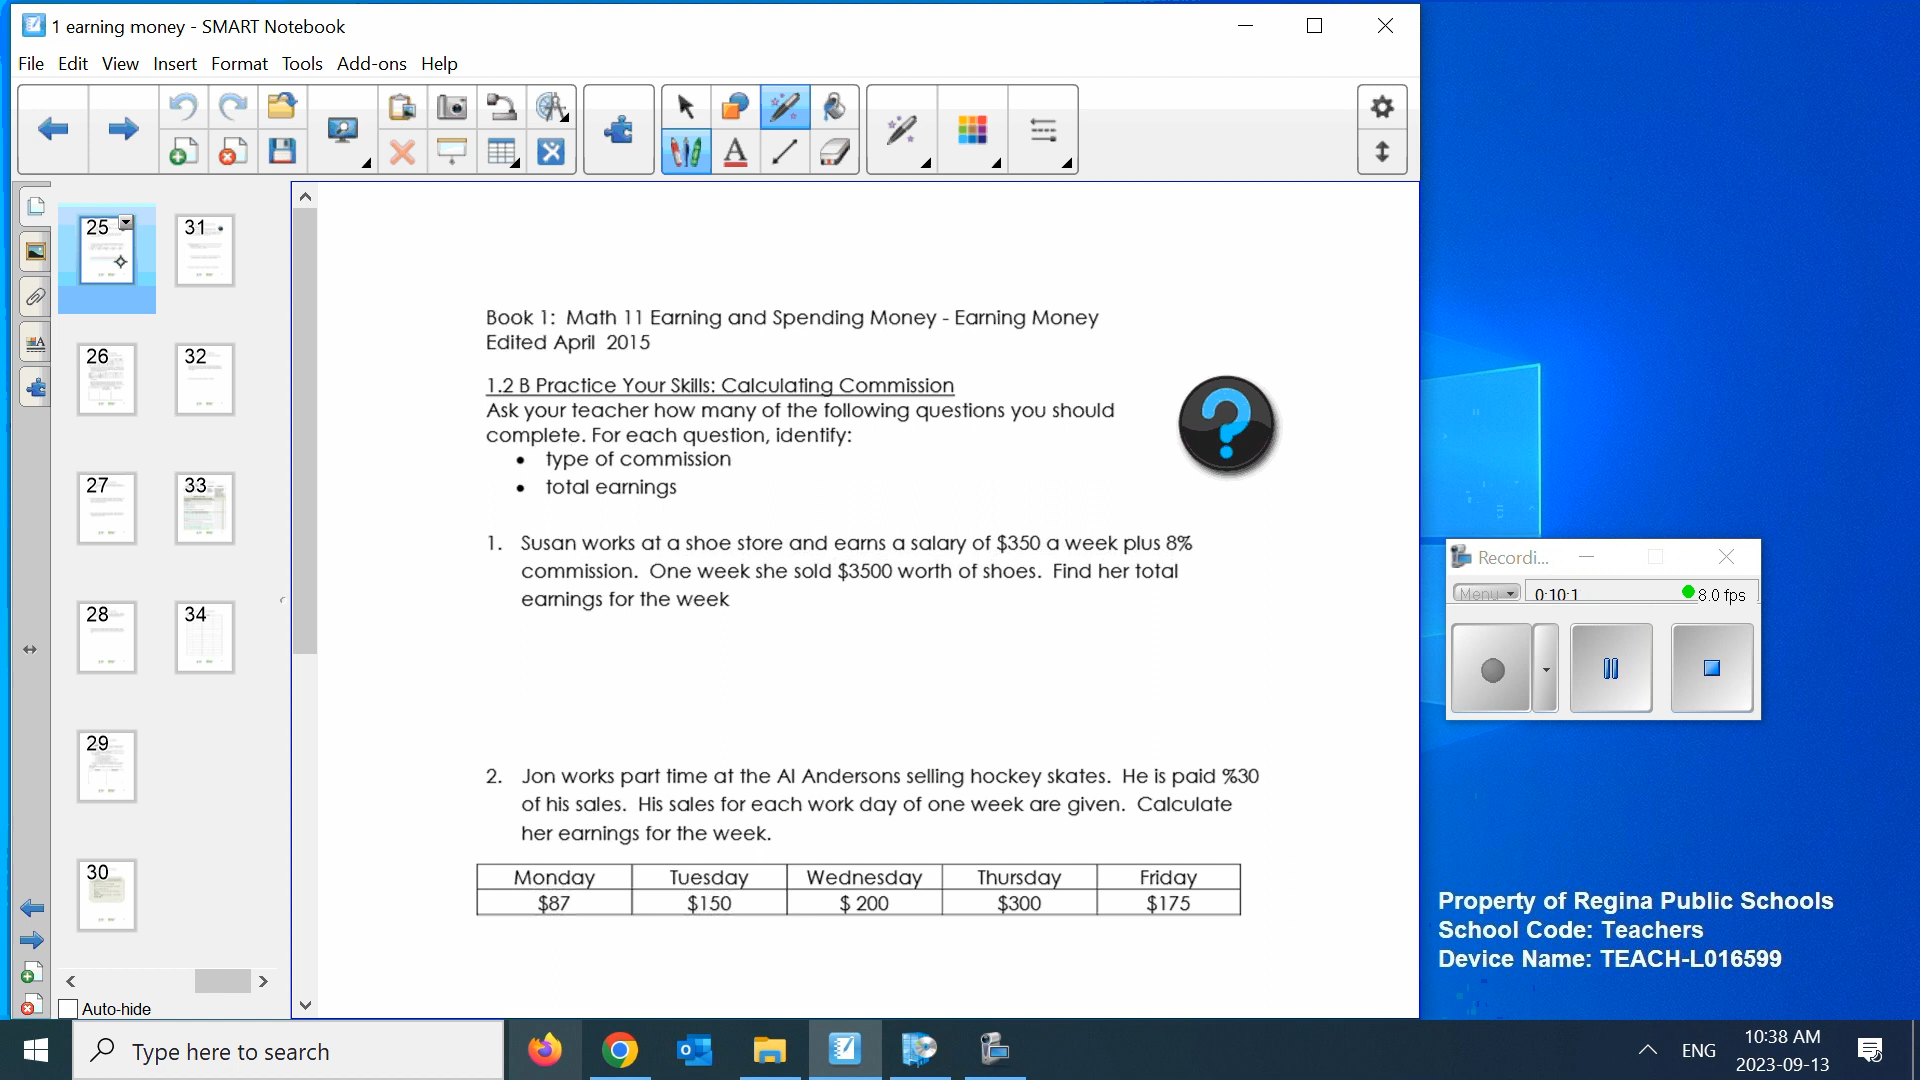 1 earning money - SMART Notebook
File Edit View Insert Format Tools Add-ons Help
25
31
26
32
27
33
28
34
29
30
Auto-hide
Book 1: Math 11 Earning and Spending Money - Earning Money
Edited April 2015
1.2 B Practice Your Skills: Calculating Commission
Ask your teacher how many of the following questions you should
complete. For each question, identify:
• type of commission
• total earnings
1. Susan works at a shoe store and earns a salary of $350 a week plus 8%
commission. One week she sold $3500 worth of shoes. Find her total
earnings for the week
2. Jon works part time at the Al Andersons selling hockey skates. He is paid %30
of his sales. His sales for each work day of one week are given. Calculate
her earnings for the week.
Monday Tuesday Wednesday Thursday Friday
$87 $150 $ 200 $300 $175
Recordi...
Menu 0:10:1 8.0 fps
Property of Regina Public Schools
School Code: Teachers
Device Name: TEACH-L016599
Type here to search
ENG
10:38 AM
2023-09-13